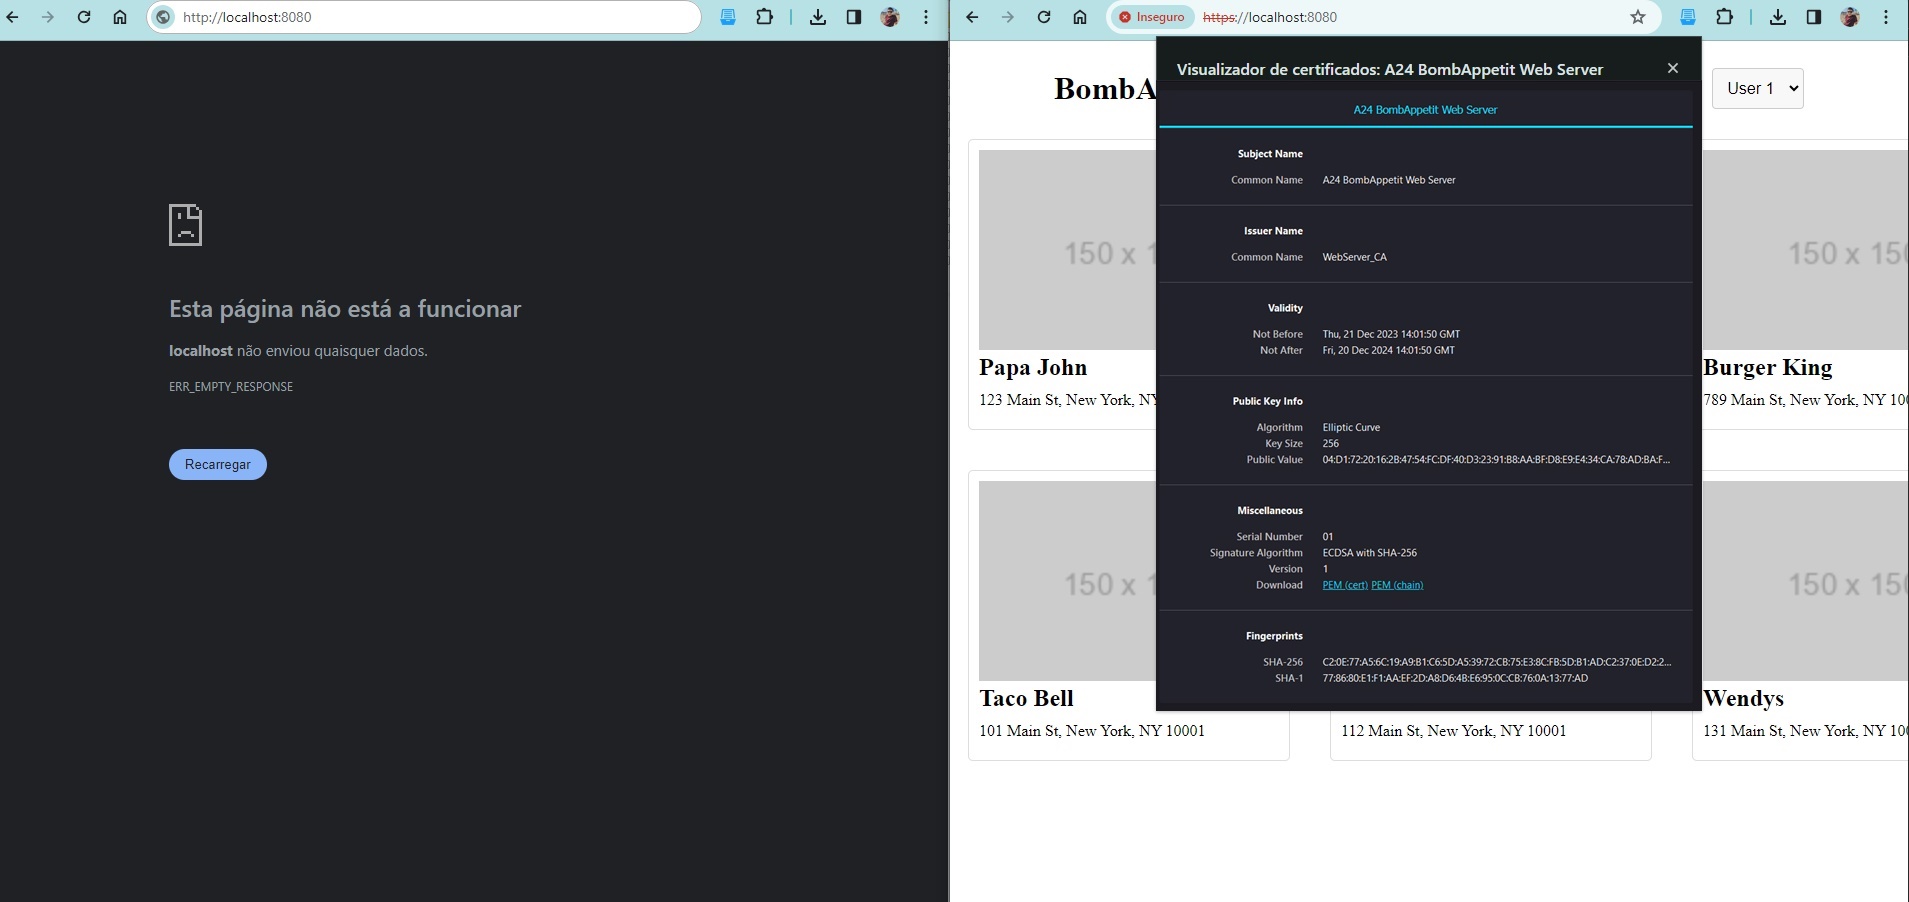 http://localhost:8080
Esta página não está a funcionar
localhost não enviou quaisquer dados.
ERR_EMPTY_RESPONSE
Recarregar
Inseguro
https://localhost:8080
BombA
User 1
Visualizador de certificados: A24 BombAppetit Web Server
A24 BombAppetit Web Server
Subject Name
Common Name A24 BombAppetit Web Server
Issuer Name
Common Name WebServer_CA
Validity
Not Before Thu, 21 Dec 2023 14:01:50 GMT
Not After Fri, 20 Dec 2024 14:01:50 GMT
Public Key Info
Algorithm Elliptic Curve
Key Size 256
Public Value 04:D1:72:20:16:2B:47:54:FC:DF:40:D3:23:91:B8:AA:BF:D8:E9:E4:34:CA:78:AD:BA:F...
Miscellaneous
Serial Number 01
Signature Algorithm ECDSA with SHA-256
Version 1
Download PEM (cert) PEM (chain)
Fingerprints
SHA-256 C2:0E:77:A5:6C:19:A9:B1:C6:5D:A5:39:72:CB:75:E3:8C:FB:5D:B1:AD:C2:37:0E:D2:2...
SHA-1 77:86:80:E1:F1:AA:EF:2D:A8:D6:4B:E6:95:0C:CB:76:0A:13:77:AD
150 x 1
Papa John
123 Main St, New York, NY
150 x 150
Burger King
789 Main St, New York, NY 100
150 x 1
Taco Bell
101 Main St, New York, NY 10001
112 Main St, New York, NY 10001
150 x 150
Wendys
131 Main St, New York, NY 100